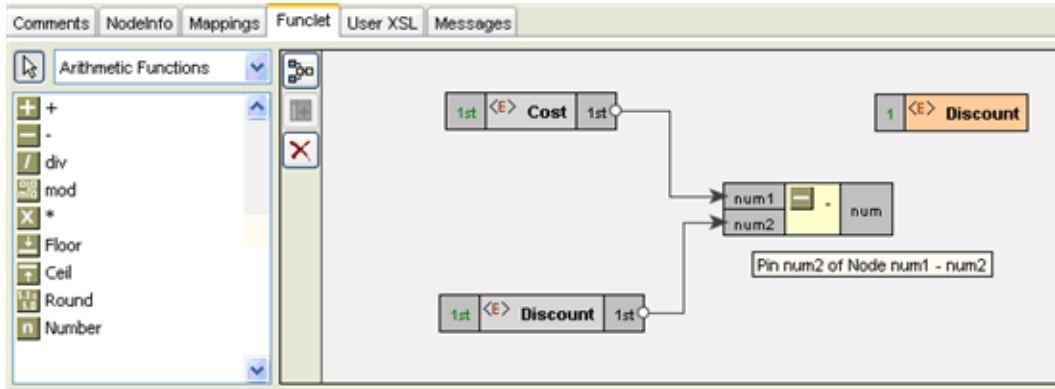 Comments NodeInfo Mappings Funclet User XSL Messages
Arithmetic Functions
+
-
div
mod
*
Floor
Ceil
Round
Number
1st <E> Cost 1st
1 <E> Discount
num1 - num
num2
Pin num2 of Node num1 - num2
1st <E> Discount 1st